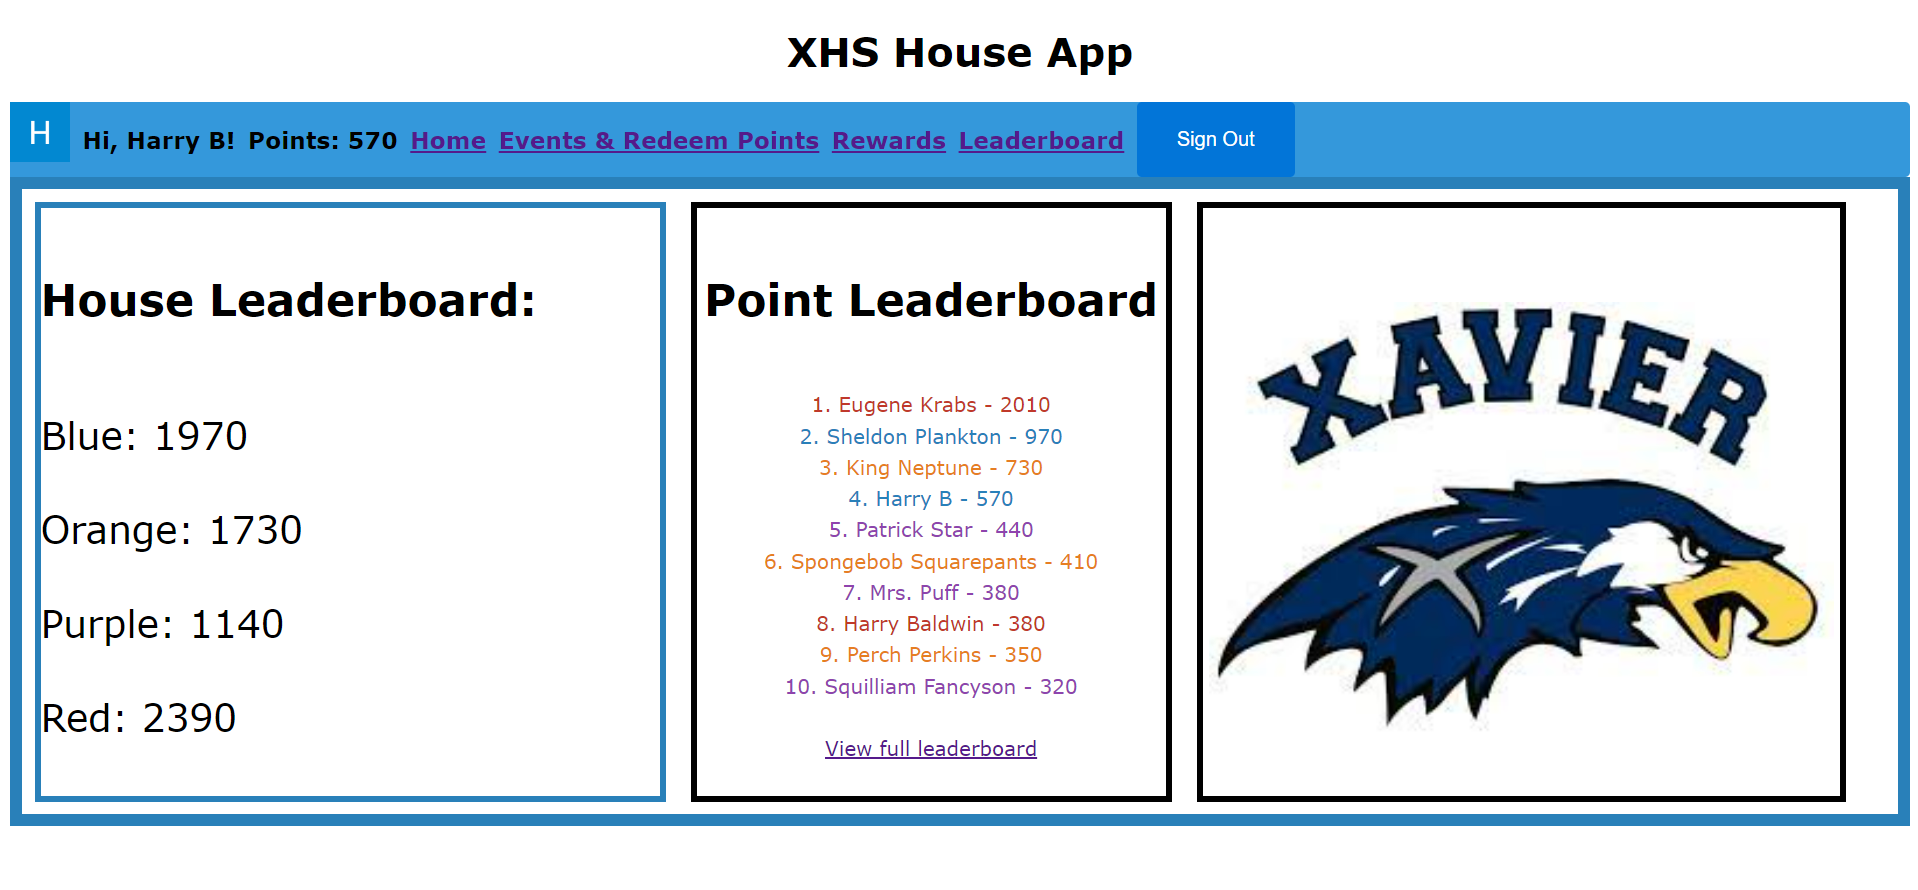 XHS House App
H
Hi, Harry B! Points: 570 Home Events & Redeem Points Rewards Leaderboard Sign Out
House Leaderboard:
Blue: 1970
Orange: 1730
Purple: 1140
Red: 2390
Point Leaderboard
1. Eugene Krabs - 2010
2. Sheldon Plankton - 970
3. King Neptune - 730
4. Harry B - 570
5. Patrick Star - 440
6. Spongebob Squarepants - 410
7. Mrs. Puff - 380
8. Harry Baldwin - 380
9. Perch Perkins - 350
10. Squilliam Fancyson - 320
View full leaderboard
XAVIER